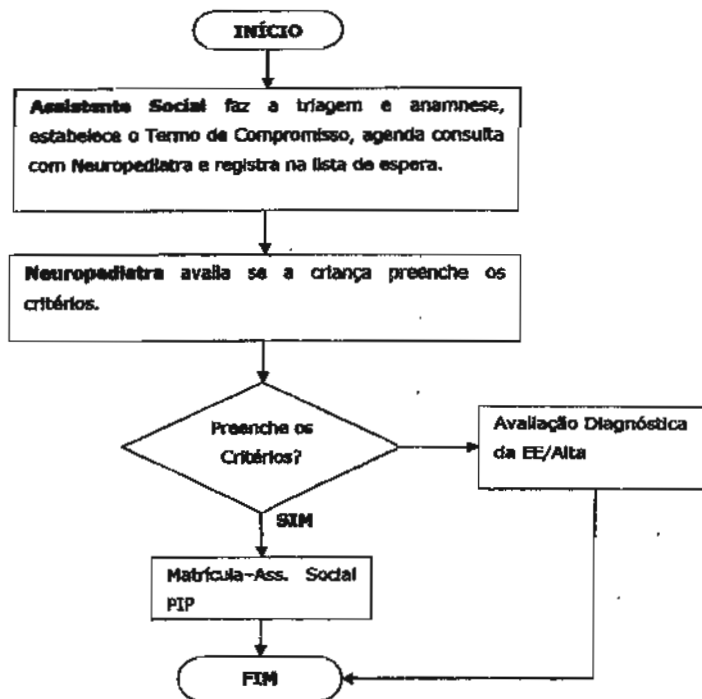 INÍCIO
Assistente Social faz a triagem e anamnese,
estabelece o Termo de Compromisso, agenda consulta
com Neuropediatra e registra na lista de espera.
Neuropediatra avalia se a criança preenche os
critérios.
Preenche os
Critérios?
Avaliação Diagnóstica
da EE/Alta
SIM
Matrícula-Ass. Social
PIP
FIM